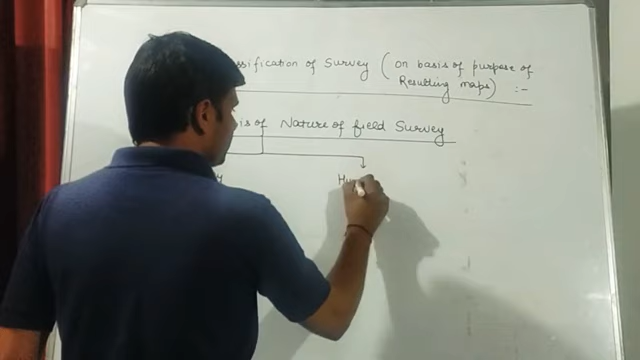 ssification of Survey ( on basis of purpose of
Resulting maps) :-
is of Nature of field Survey
y